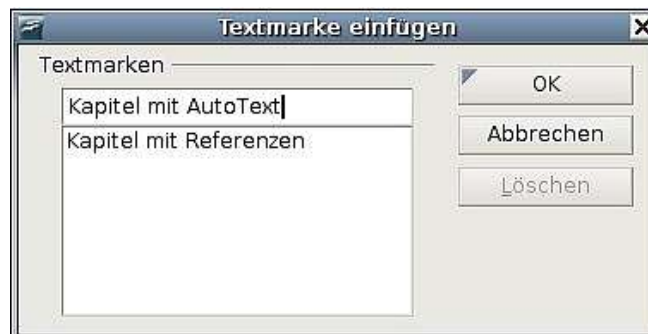 Textmarke einfügen
Textmarken
Kapitel mit AutoText
Kapitel mit Referenzen
OK
Abbrechen
Löschen